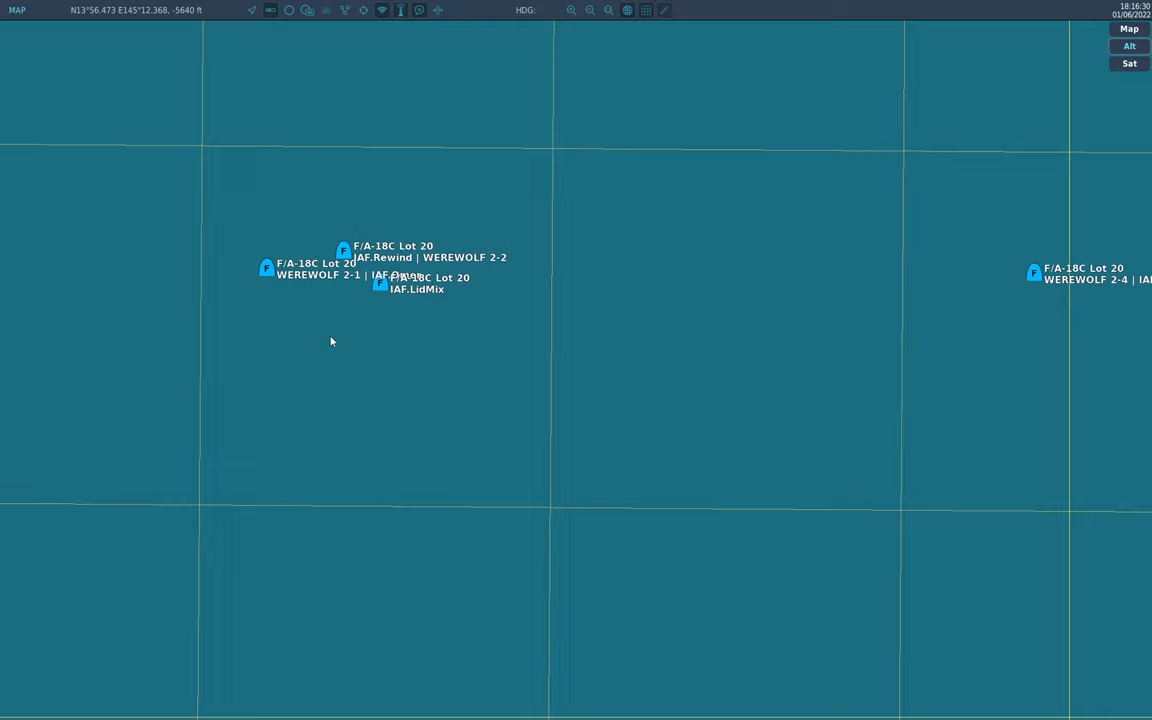 MAP
N13°56.473 E145°12.368, -5640 ft
HDG:
18:16:30
01/06/2022
Map
Alt
Sat
F/A-18C Lot 20
IAF.Rewind | WEREWOLF 2-2
F F/A-18C Lot 20
WEREWOLF 2-1 |
F
F F/A-18C Lot 20
IAF.LidMix
F F/A-18C Lot 20
WEREWOLF 2-4 |